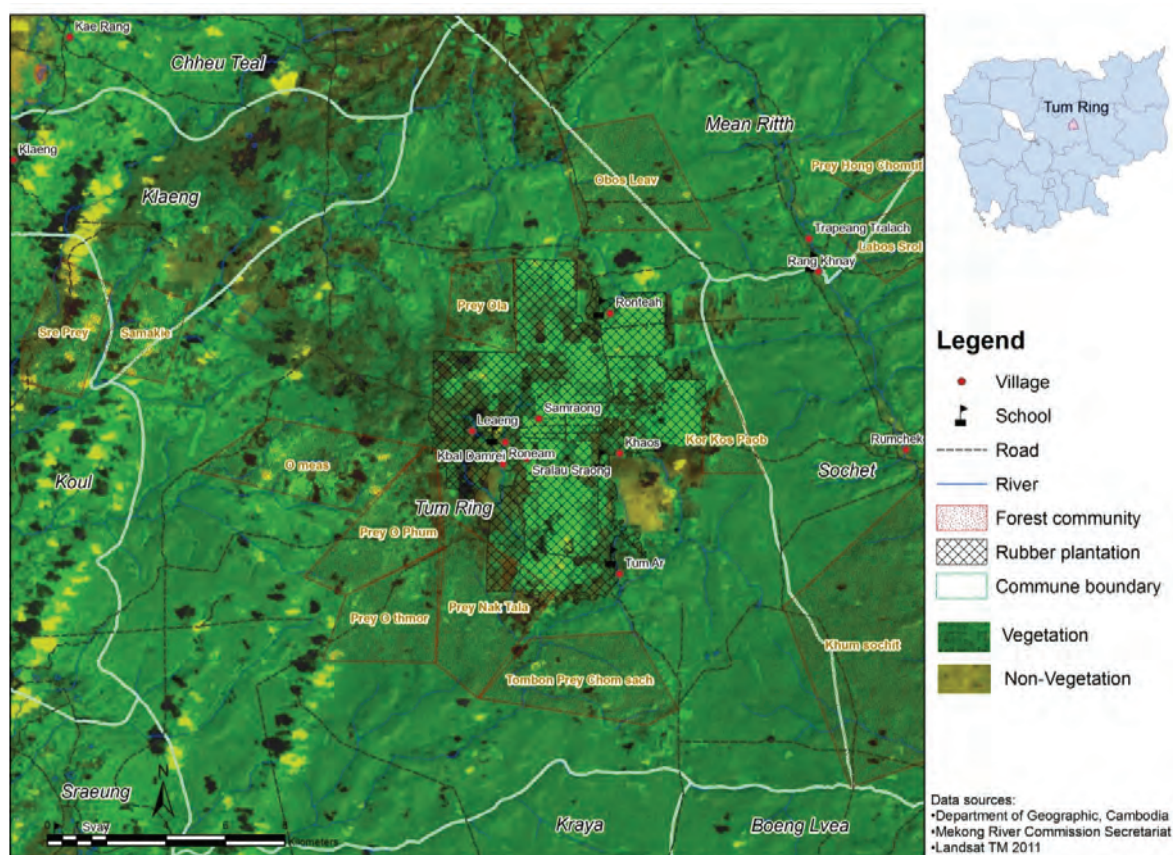 Kae Rang
Chheu Teal
Mean Ritth
Prey Hong Chomtit
Obos Leav
Klaeng
Klaeng
Trapeang Tralach
Labos Srol
Rang Khnay
Prey Ola
Ronteah
Sre Prey
Samakie
Samraong
Leaeng
Khaos
Kor Kos Paob
Rumchek
Kbal Damrei
Roneam
Sralau Sraong
O meas
Sochet
Koul
Tum Ring
Prey O Phum
Tum Ar
Prey O thmor
Prey Nak Tala
Khum sochit
Tombon Prey Chom sach
Sraeung
N
Svay
Kilometers
Kraya
Boeng Lvea
Tum Ring
Legend
Village
School
Road
River
Forest community
Rubber plantation
Commune boundary
Vegetation
Non-Vegetation
Data sources:
•Department of Geographic, Cambodia
•Mekong River Commission Secretariat
•Landsat TM 2011